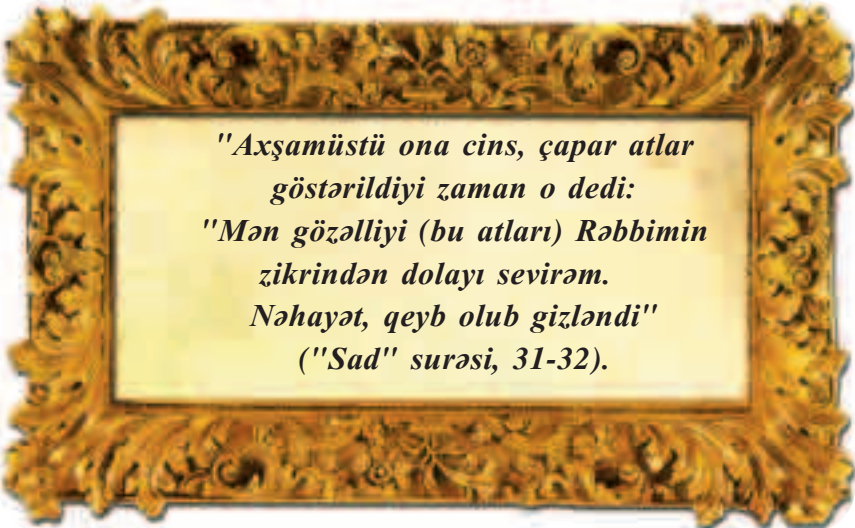 "Axşamüstü ona cins, çapar atlar
göstərildiyi zaman o dedi:
"Mən gözəlliyi (bu atları) Rəbbimin
zikrindən dolayı sevirəm.
Nəhayət, qeyb olub gizləndi"
("Sad" surəsi, 31-32).